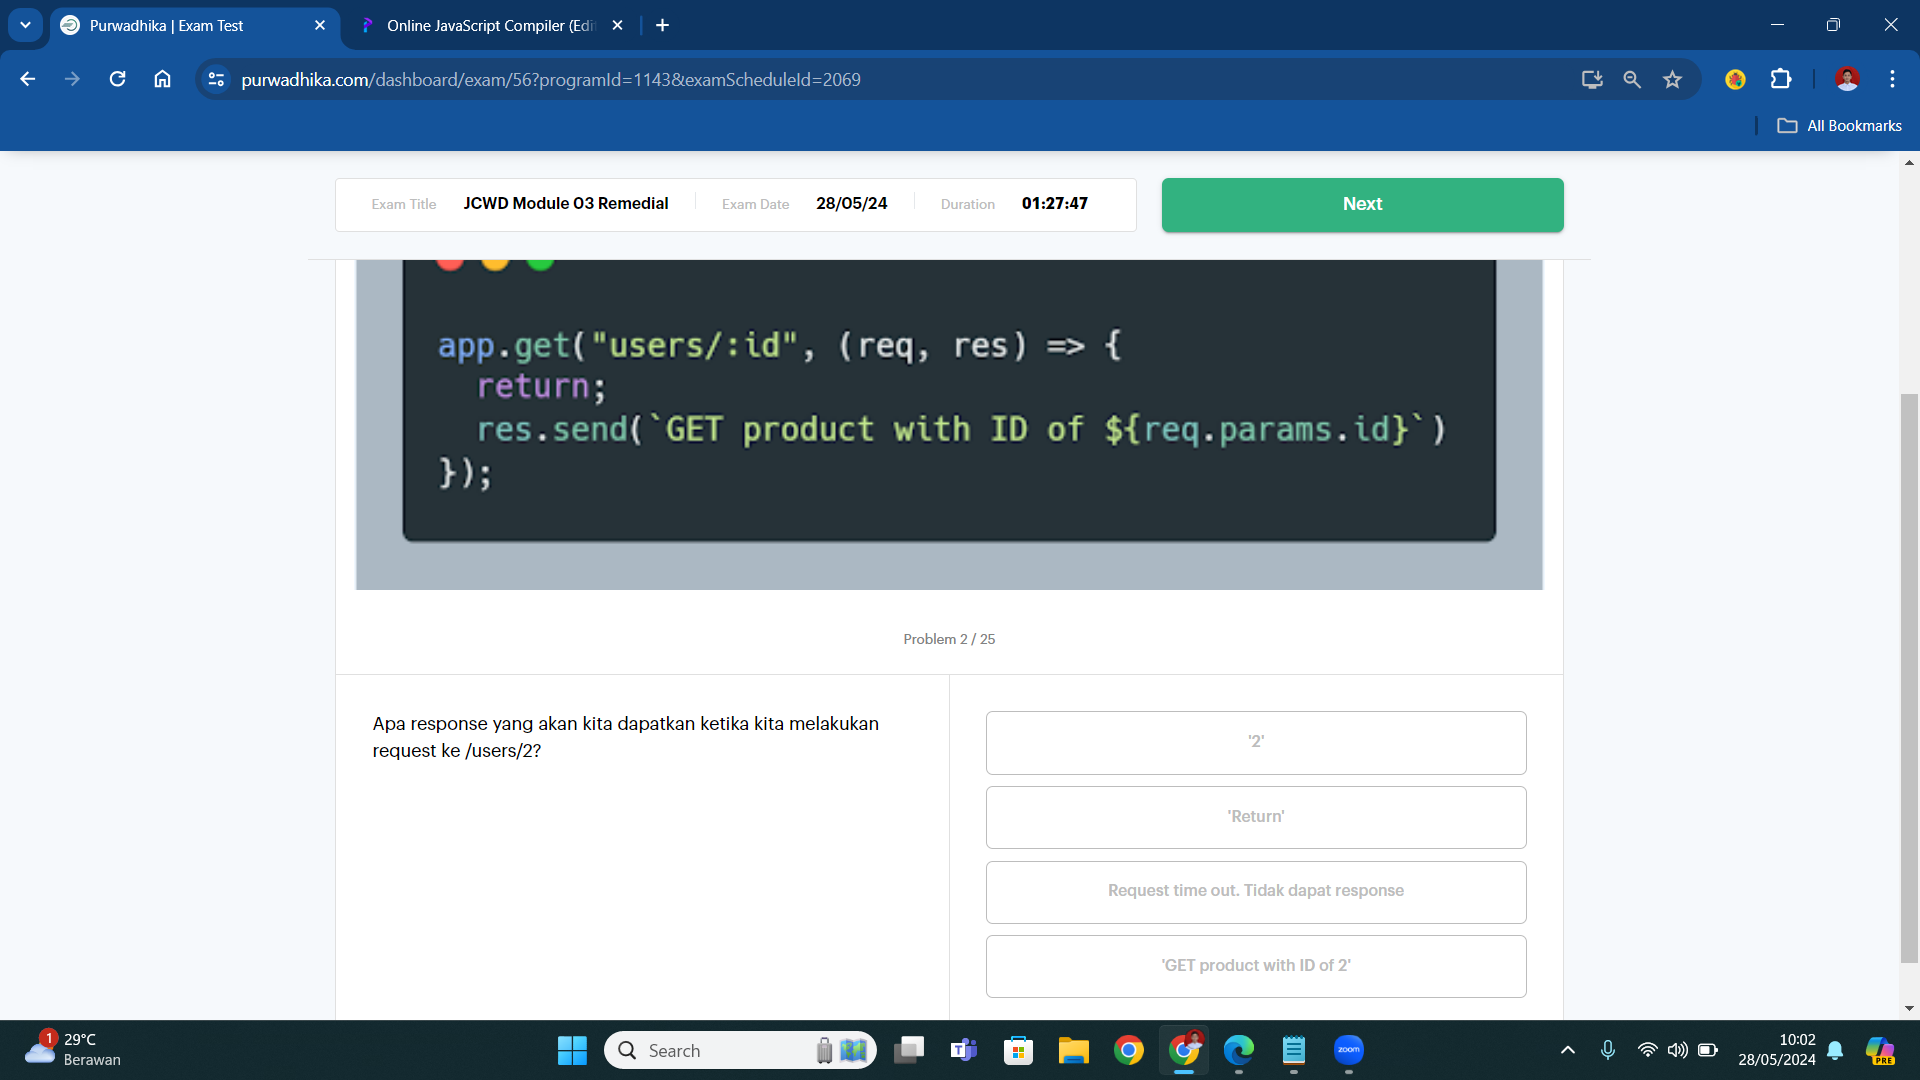 Purwadhika | Exam Test
Online JavaScript Compiler (Edi
purwadhika.com/dashboard/exam/56?programId=1143&examScheduleId=2069
All Bookmarks
Exam Title JCWD Module 03 Remedial Exam Date 28/05/24 Duration 01:27:47
Next
app.get("users/:id", (req, res) => {
return;
res.send(`GET product with ID of ${req.params.id}`)
});
Problem 2 / 25
Apa response yang akan kita dapatkan ketika kita melakukan
request ke /users/2?
'2'
'Return'
Request time out. Tidak dapat response
'GET product with ID of 2'
1
29°C
Berawan
Search
zoom
10:02
28/05/2024
PRE